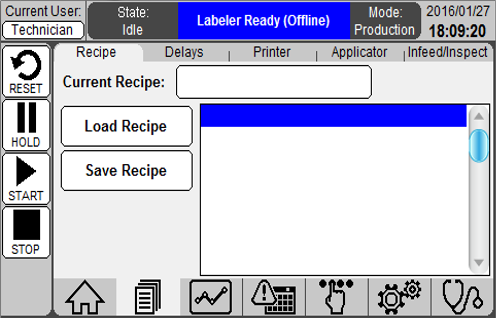 Current User:
Technician
State:
Idle
Labeler Ready (Offline)
Mode:
Production
2016/01/27
18:09:20
Recipe
Delays
Printer
Applicator
Infeed/Inspect
RESET
HOLD
START
STOP
Current Recipe:
Load Recipe
Save Recipe